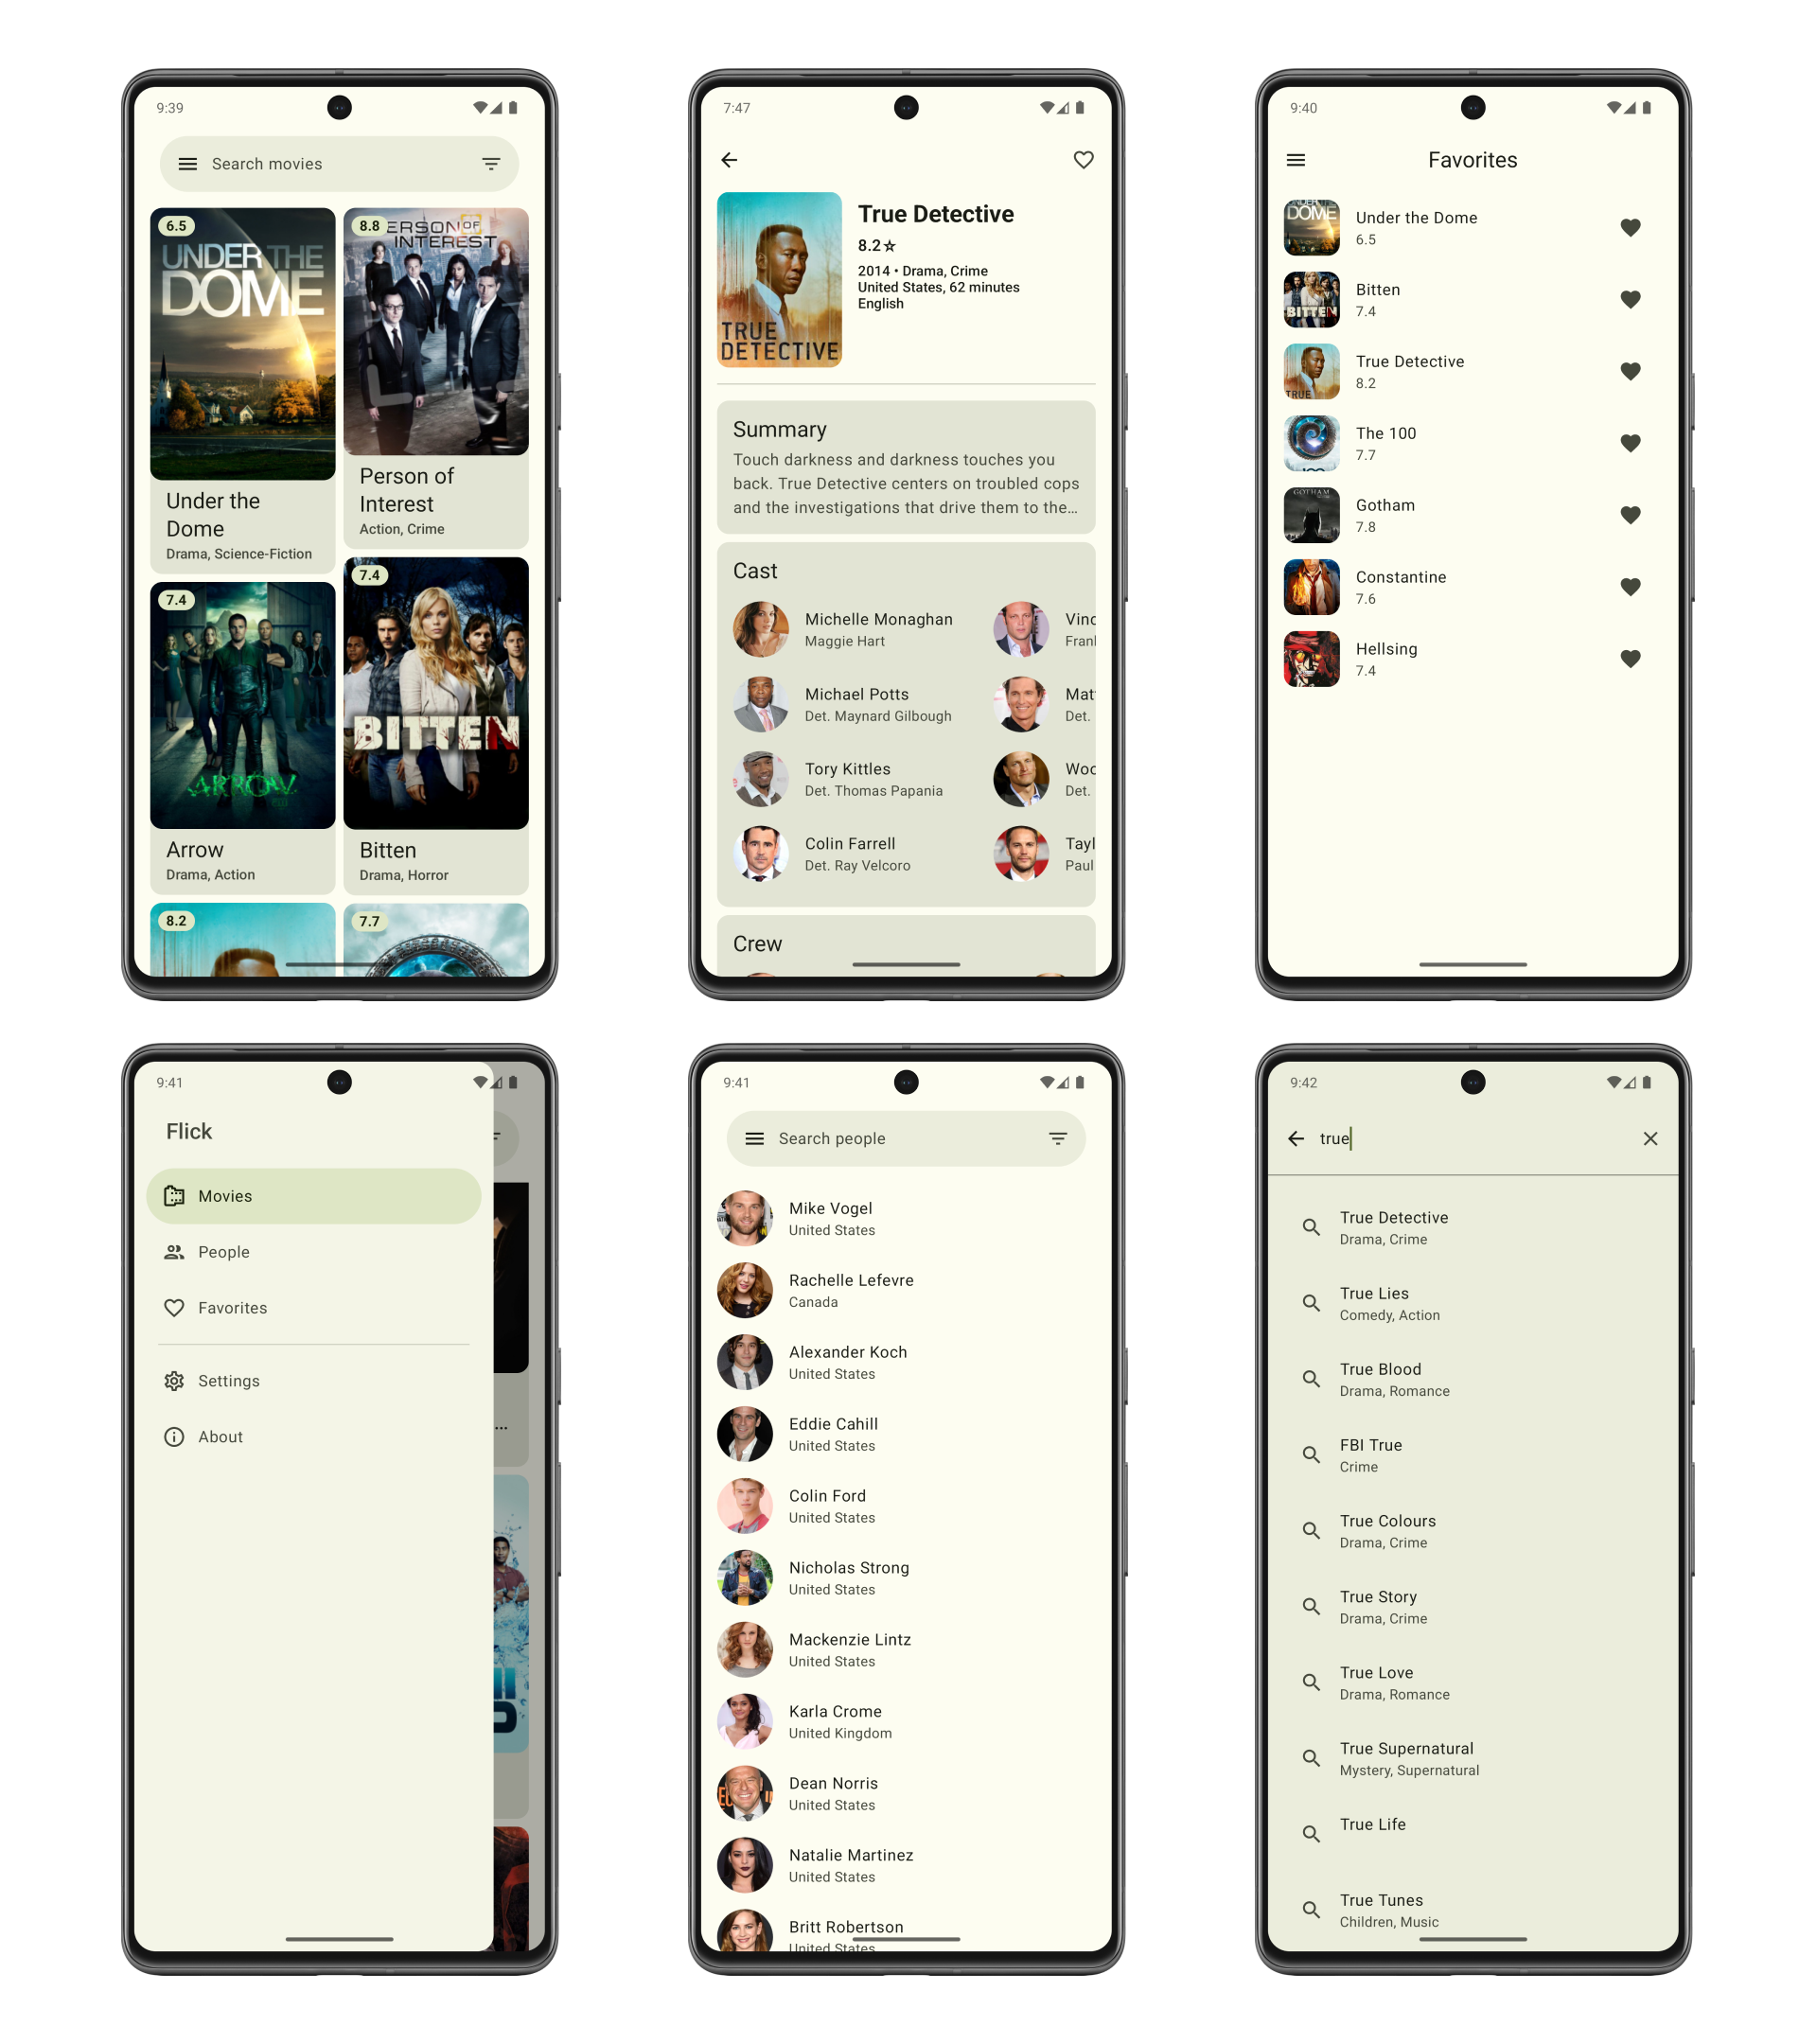 9:39
Search movies
6.5
UNDER THE
DOME
Under the
Dome
Drama, Science-Fiction
8.8
PERSON OF
INTEREST
Person of
Interest
Action, Crime
7.4
ARROW
Arrow
Drama, Action
7.4
BITTEN
Bitten
Drama, Horror
8.2
7.7
7:47
TRUE
DETECTIVE
True Detective
8.2☆
2014 • Drama, Crime
United States, 62 minutes
English
Summary
Touch darkness and darkness touches you
back. True Detective centers on troubled cops
and the investigations that drive them to the…
Cast
Michelle Monaghan
Maggie Hart
Vinc
Fran
Michael Potts
Det. Maynard Gilbough
Mat
Det.
Tory Kittles
Det. Thomas Papania
Woo
Det.
Colin Farrell
Det. Ray Velcoro
Tayl
Paul
Crew
9:40
Favorites
UNDER THE
DOME
Under the Dome
6.5
BITTEN
Bitten
7.4
TRUE
True Detective
8.2
The 100
7.7
GOTHAM
Gotham
7.8
Constantine
7.6
Hellsing
7.4
9:41
Flick
Movies
People
Favorites
Settings
About
...
9:41
Search people
Mike Vogel
United States
Rachelle Lefevre
Canada
Alexander Koch
United States
Eddie Cahill
United States
Colin Ford
United States
Nicholas Strong
United States
Mackenzie Lintz
United States
Karla Crome
United Kingdom
Dean Norris
United States
Natalie Martinez
United States
Britt Robertson
United States
9:42
true
True Detective
Drama, Crime
True Lies
Comedy, Action
True Blood
Drama, Romance
FBI True
Crime
True Colours
Drama, Crime
True Story
Drama, Crime
True Love
Drama, Romance
True Supernatural
Mystery, Supernatural
True Life
True Tunes
Children, Music